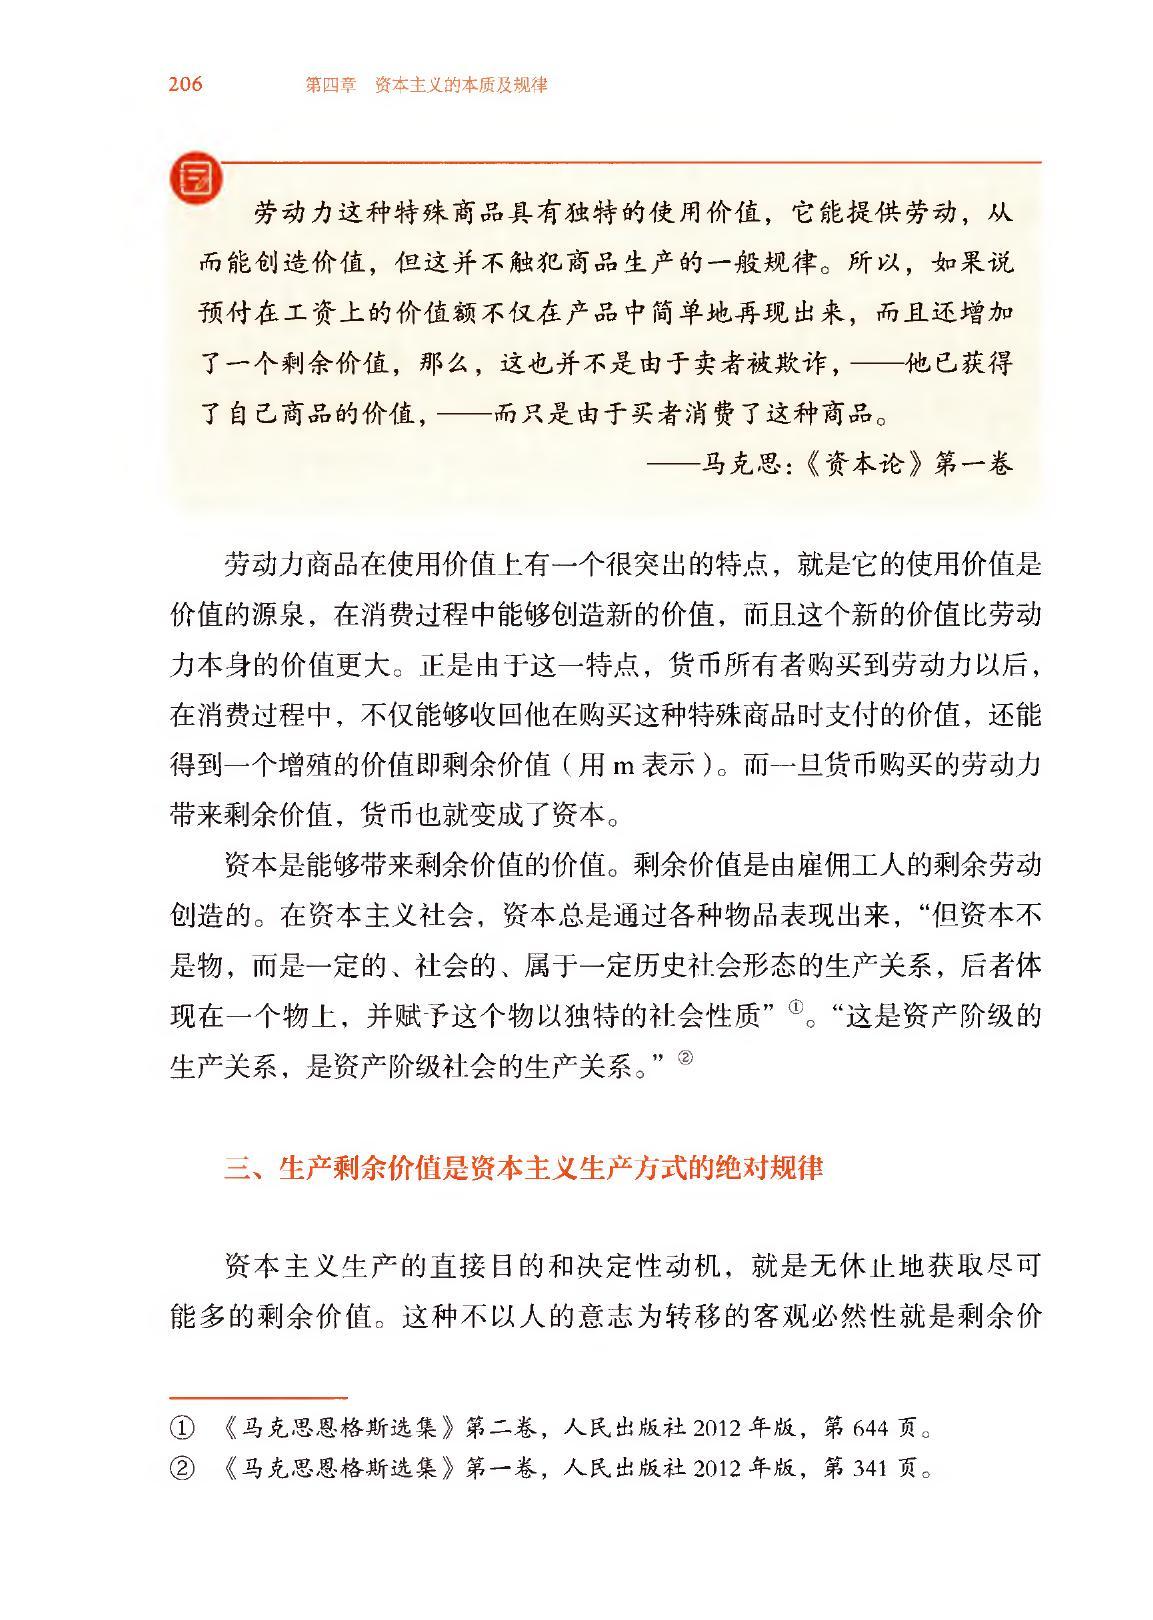 206 第四章 资本主义的本质及规律
劳动力这种特殊商品具有独特的使用价值，它能提供劳动，从
而能创造价值，但这并不触犯商品生产的一般规律。所以，如果说
预付在工资上的价值额不仅在产品中简单地再现出来，而且还增加
了一个剩余价值，那么，这也并不是由于卖者被欺诈，——他已获得
了自己商品的价值，——而只是由于买者消费了这种商品。
——马克思：《资本论》第一卷
劳动力商品在使用价值上有一个很突出的特点，就是它的使用价值是
价值的源泉，在消费过程中能够创造新的价值，而且这个新的价值比劳动
力本身的价值更大。正是由于这一特点，货币所有者购买到劳动力以后，
在消费过程中，不仅能够收回他在购买这种特殊商品时支付的价值，还能
得到一个增殖的价值即剩余价值（用 m 表示）。而一旦货币购买的劳动力
带来剩余价值，货币也就变成了资本。
资本是能够带来剩余价值的价值。剩余价值是由雇佣工人的剩余劳动
创造的。在资本主义社会，资本总是通过各种物品表现出来，“但资本不
是物，而是一定的、社会的、属于一定历史社会形态的生产关系，后者体
现在一个物上，并赋予这个物以独特的社会性质”①。“这是资产阶级的
生产关系，是资产阶级社会的生产关系。”②
三、生产剩余价值是资本主义生产方式的绝对规律
资本主义生产的直接目的和决定性动机，就是无休止地获取尽可
能多的剩余价值。这种不以人的意志为转移的客观必然性就是剩余价
① 《马克思恩格斯选集》第二卷，人民出版社 2012 年版，第 644 页。
② 《马克思恩格斯选集》第一卷，人民出版社 2012 年版，第 341 页。